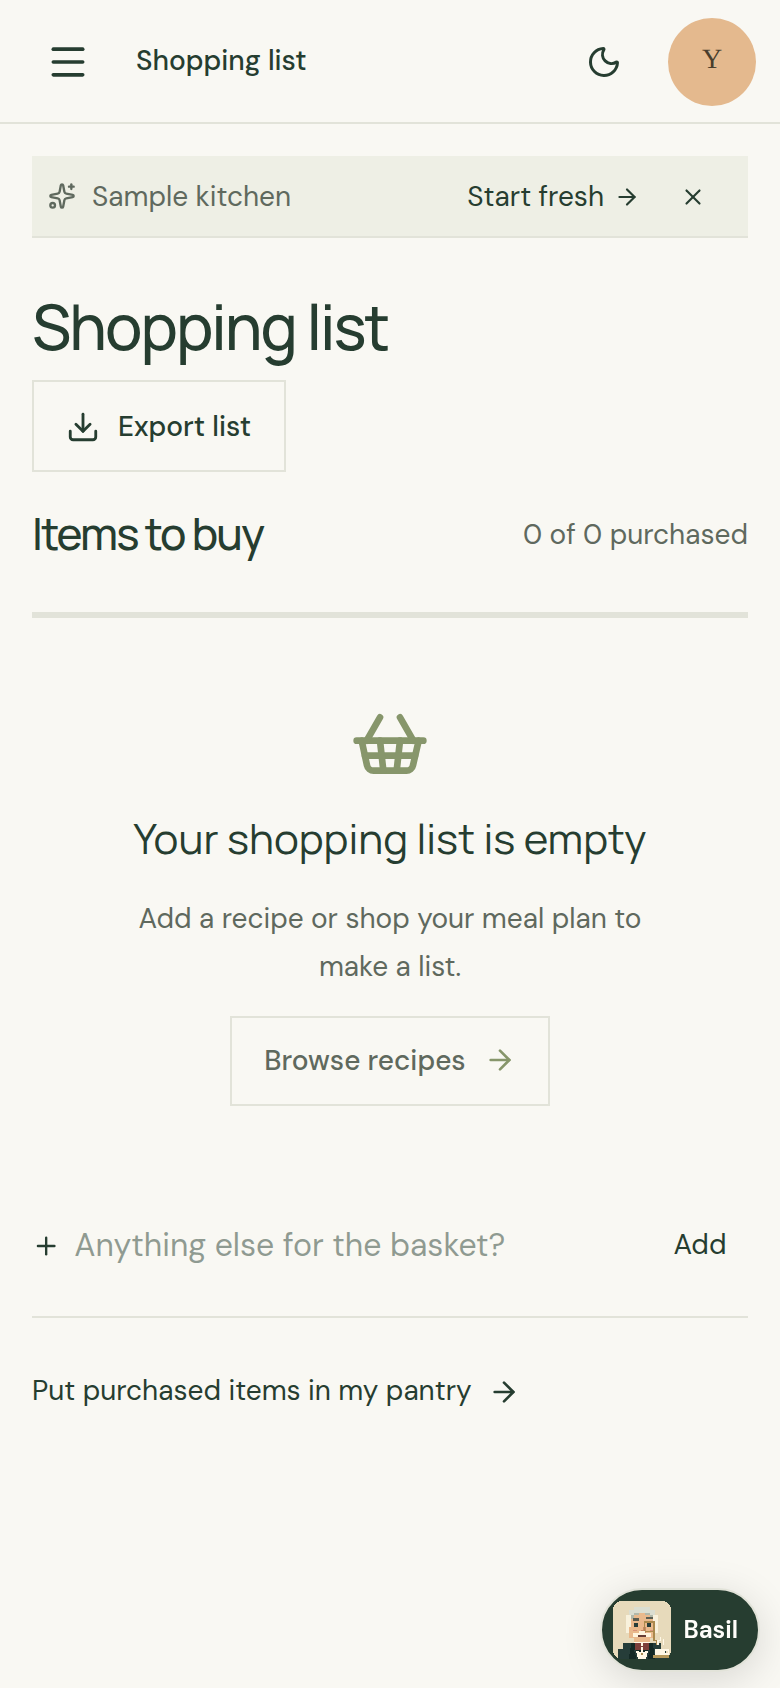 Shopping list
Y
Sample kitchen
Start fresh
Shopping list
Export list
Items to buy
0 of 0 purchased
Your shopping list is empty
Add a recipe or shop your meal plan to
make a list.
Browse recipes
Anything else for the basket?
Add
Put purchased items in my pantry
Basil